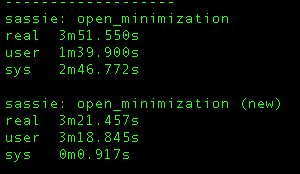 --------------------
sassie: open_minimization
real 3m51.550s
user 1m39.900s
sys 2m46.772s
sassie: open_minimization (new)
real 3m21.457s
user 3m18.845s
sys 0m0.917s